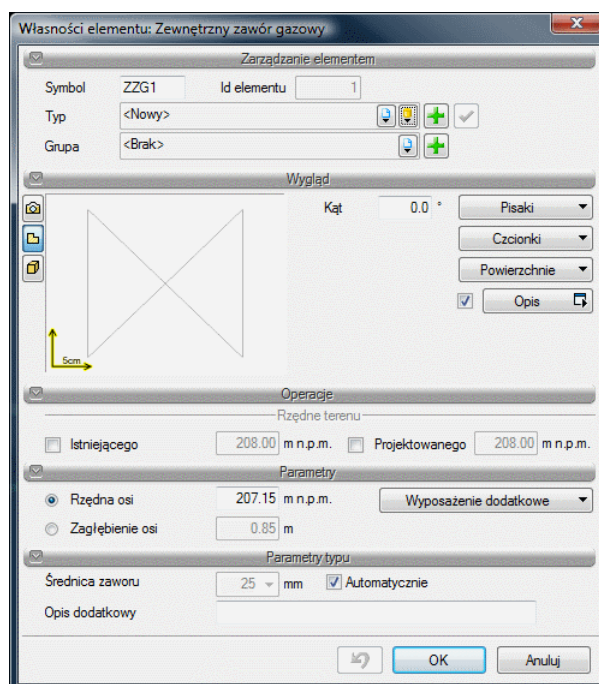 Własności elementu: Zewnętrzny zawór gazowy
Zarządzanie elementem
Symbol ZZG1 Id elementu 1
Typ <Nowy>
Grupa <Brak>
Wygląd
Kąt 0.0 ° Pisaki
Czcionki
Powierzchnie
Opis
5cm
Operacje
Rzędne terenu
Istniejącego 208.00 m n.p.m. Projektowanego 208.00 m n.p.m.
Parametry
Rzędna osi 207.15 m n.p.m. Wyposażenie dodatkowe
Zagłębienie osi 0.85 m
Parametry typu
Średnica zaworu 25 mm Automatycznie
Opis dodatkowy
OK Anuluj